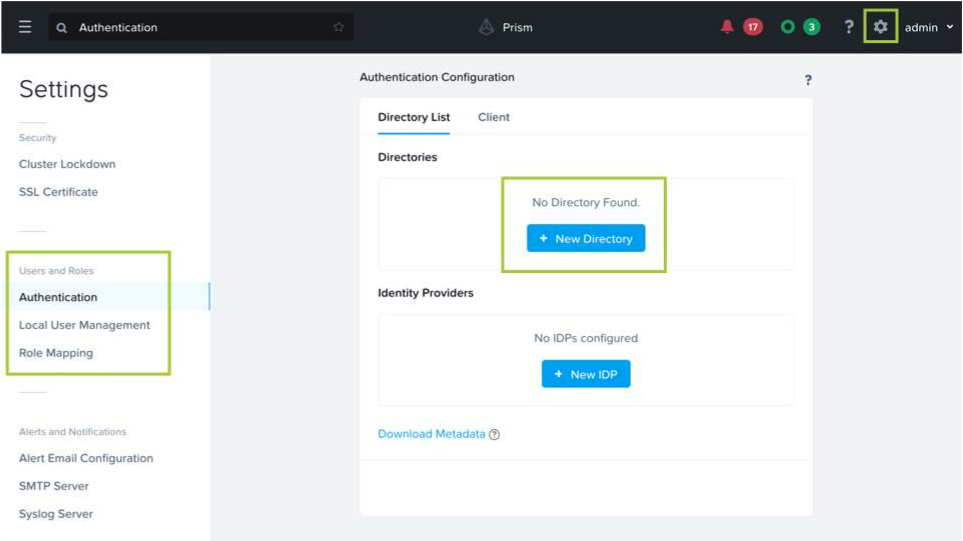 Authentication
Prism
17
3
?
admin
Settings
Security
Cluster Lockdown
SSL Certificate
Users and Roles
Authentication
Local User Management
Role Mapping
Alerts and Notifications
Alert Email Configuration
SMTP Server
Syslog Server
Authentication Configuration
?
Directory List Client
Directories
No Directory Found.
+ New Directory
Identity Providers
No IDPs configured
+ New IDP
Download Metadata ?